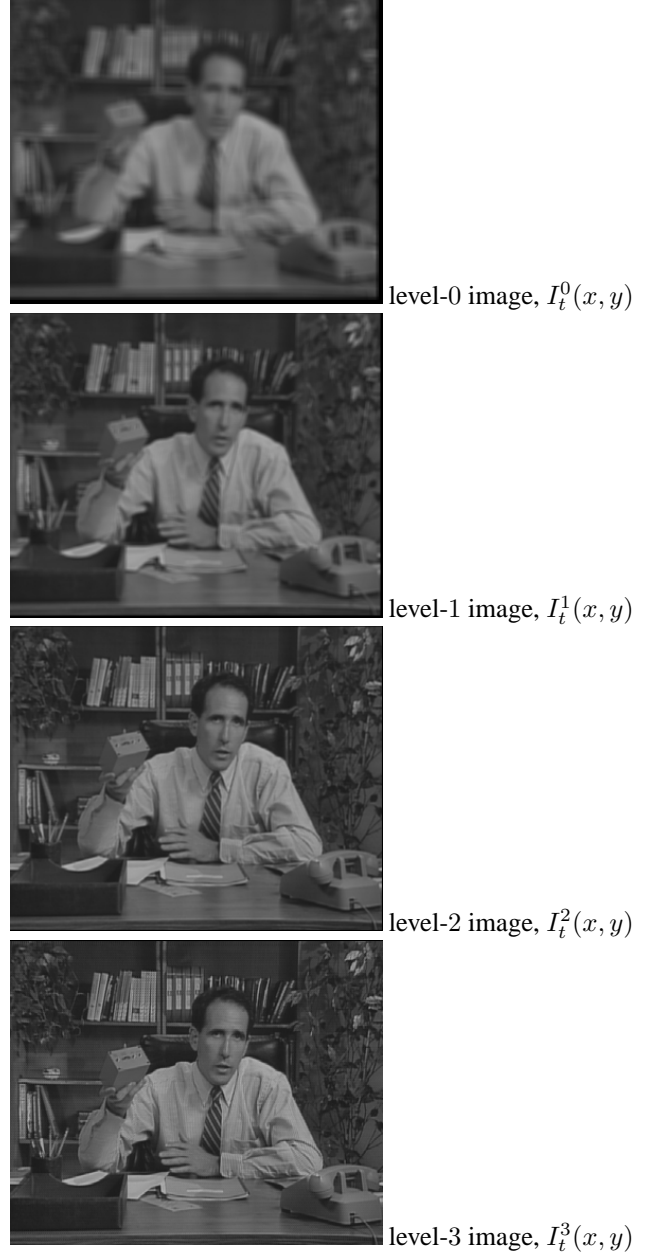 level-0 image, $I_t^0(x, y)$
level-1 image, $I_t^1(x, y)$
level-2 image, $I_t^2(x, y)$
level-3 image, $I_t^3(x, y)$